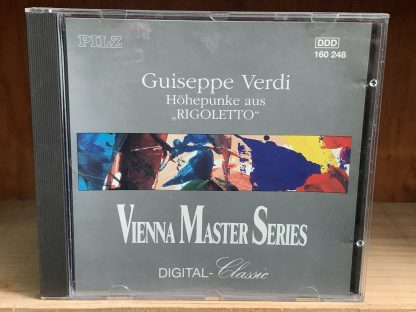 PILZ
DDD
160 248
Guiseppe Verdi
Höhepunke aus
„RIGOLETTO“
VIENNA MASTER SERIES
DIGITAL-Classic